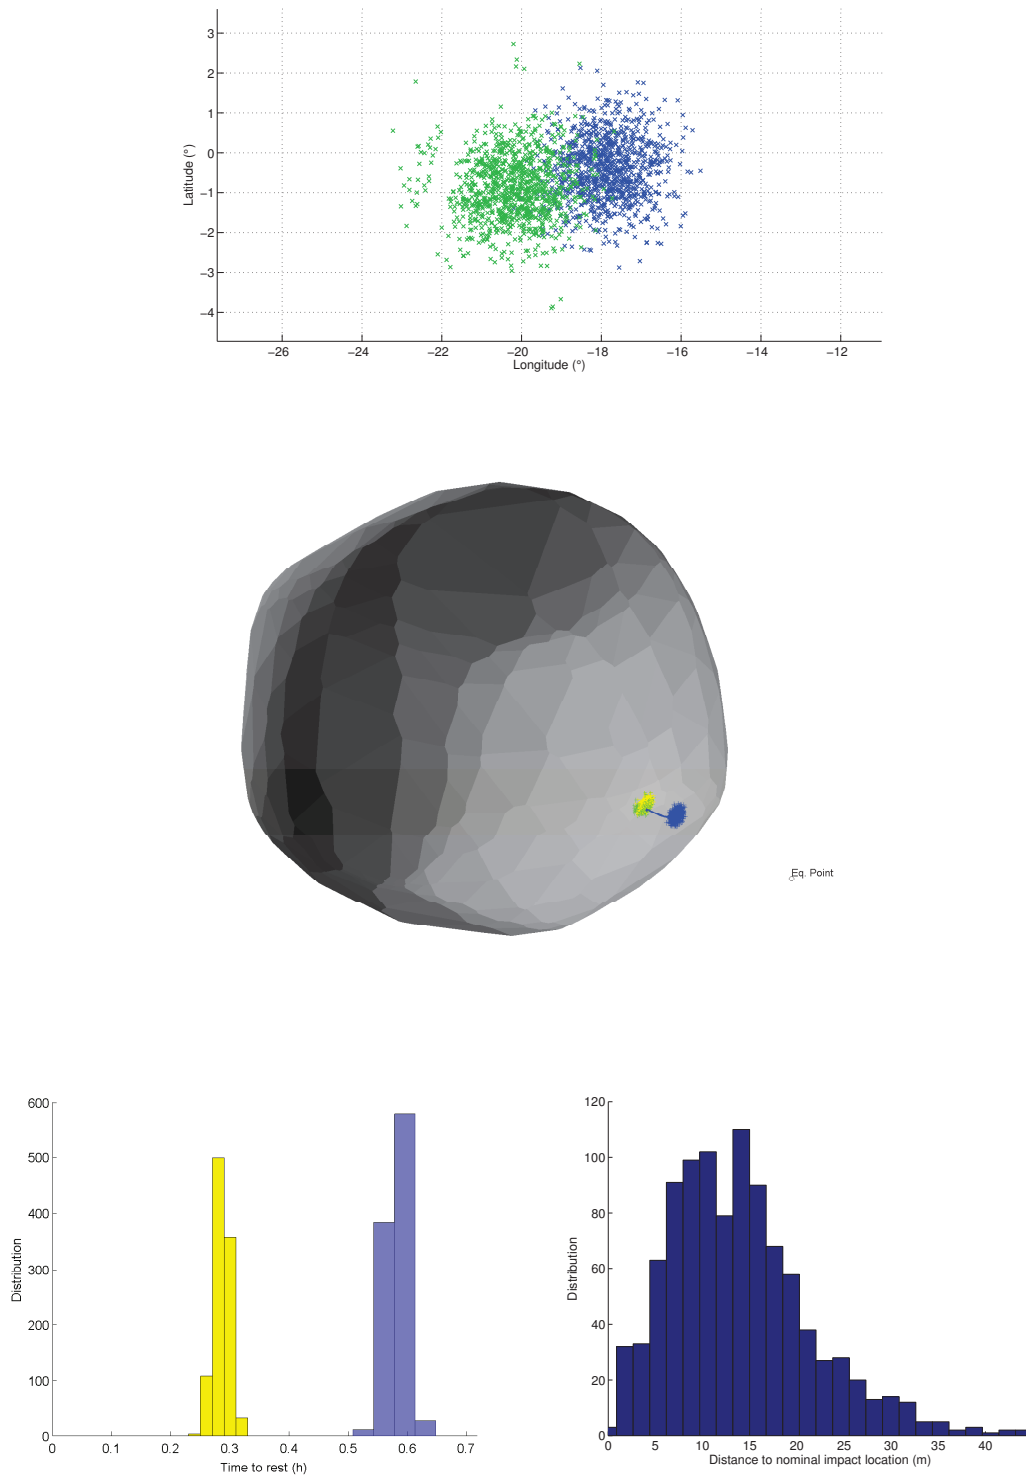 3
2
1
0
−1
−2
−3
−4
Latitude (°)
−26 −24 −22 −20 −18 −16 −14 −12
Longitude (°)
Eq. Point
600
500
400
300
200
100
0
Distribution
0 0.1 0.2 0.3 0.4 0.5 0.6 0.7
Time to rest (h)
120
100
80
60
40
20
0
Distribution
0 5 10 15 20 25 30 35 40
Distance to nominal impact location (m)